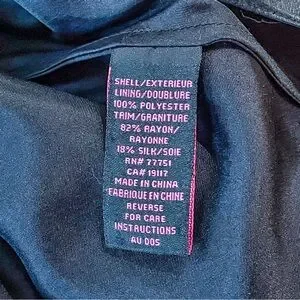 SHELL/EXTERIEUR
LINING/DOUBLURE
100% POLYESTER
TRIM/GRANITURE
82% RAYON/
RAYONNE
18% SILK/SOIE
RN# 77751
CA# 19117
MADE IN CHINA
FABRIQUE EN CHINE
REVERSE
FOR CARE
INSTRUCTIONS
AU 005